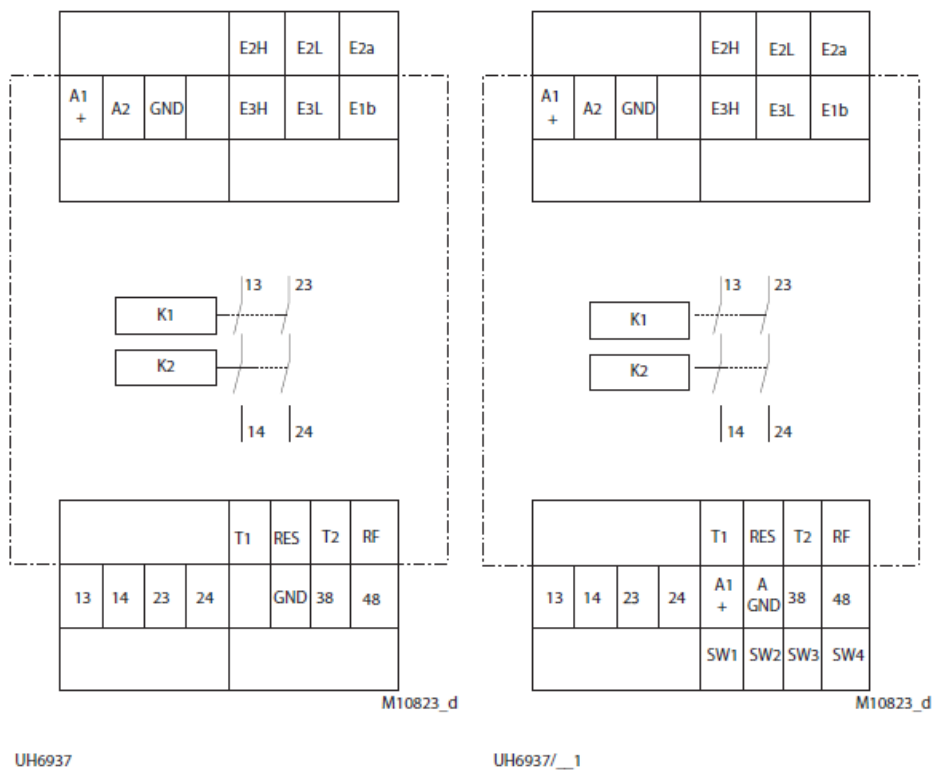 E2H E2L E2a
A1 + A2 GND E3H E3L E1b
13 23
K1
K2
14 24
T1 RES T2 RF
13 14 23 24 GND 38 48
M10823_d
UH6937
E2H E2L E2a
A1 + A2 GND E3H E3L E1b
13 23
K1
K2
14 24
T1 RES T2 RF
13 14 23 24 A1 + A GND 38 48
SW1 SW2 SW3 SW4
M10823_d
UH6937/__1